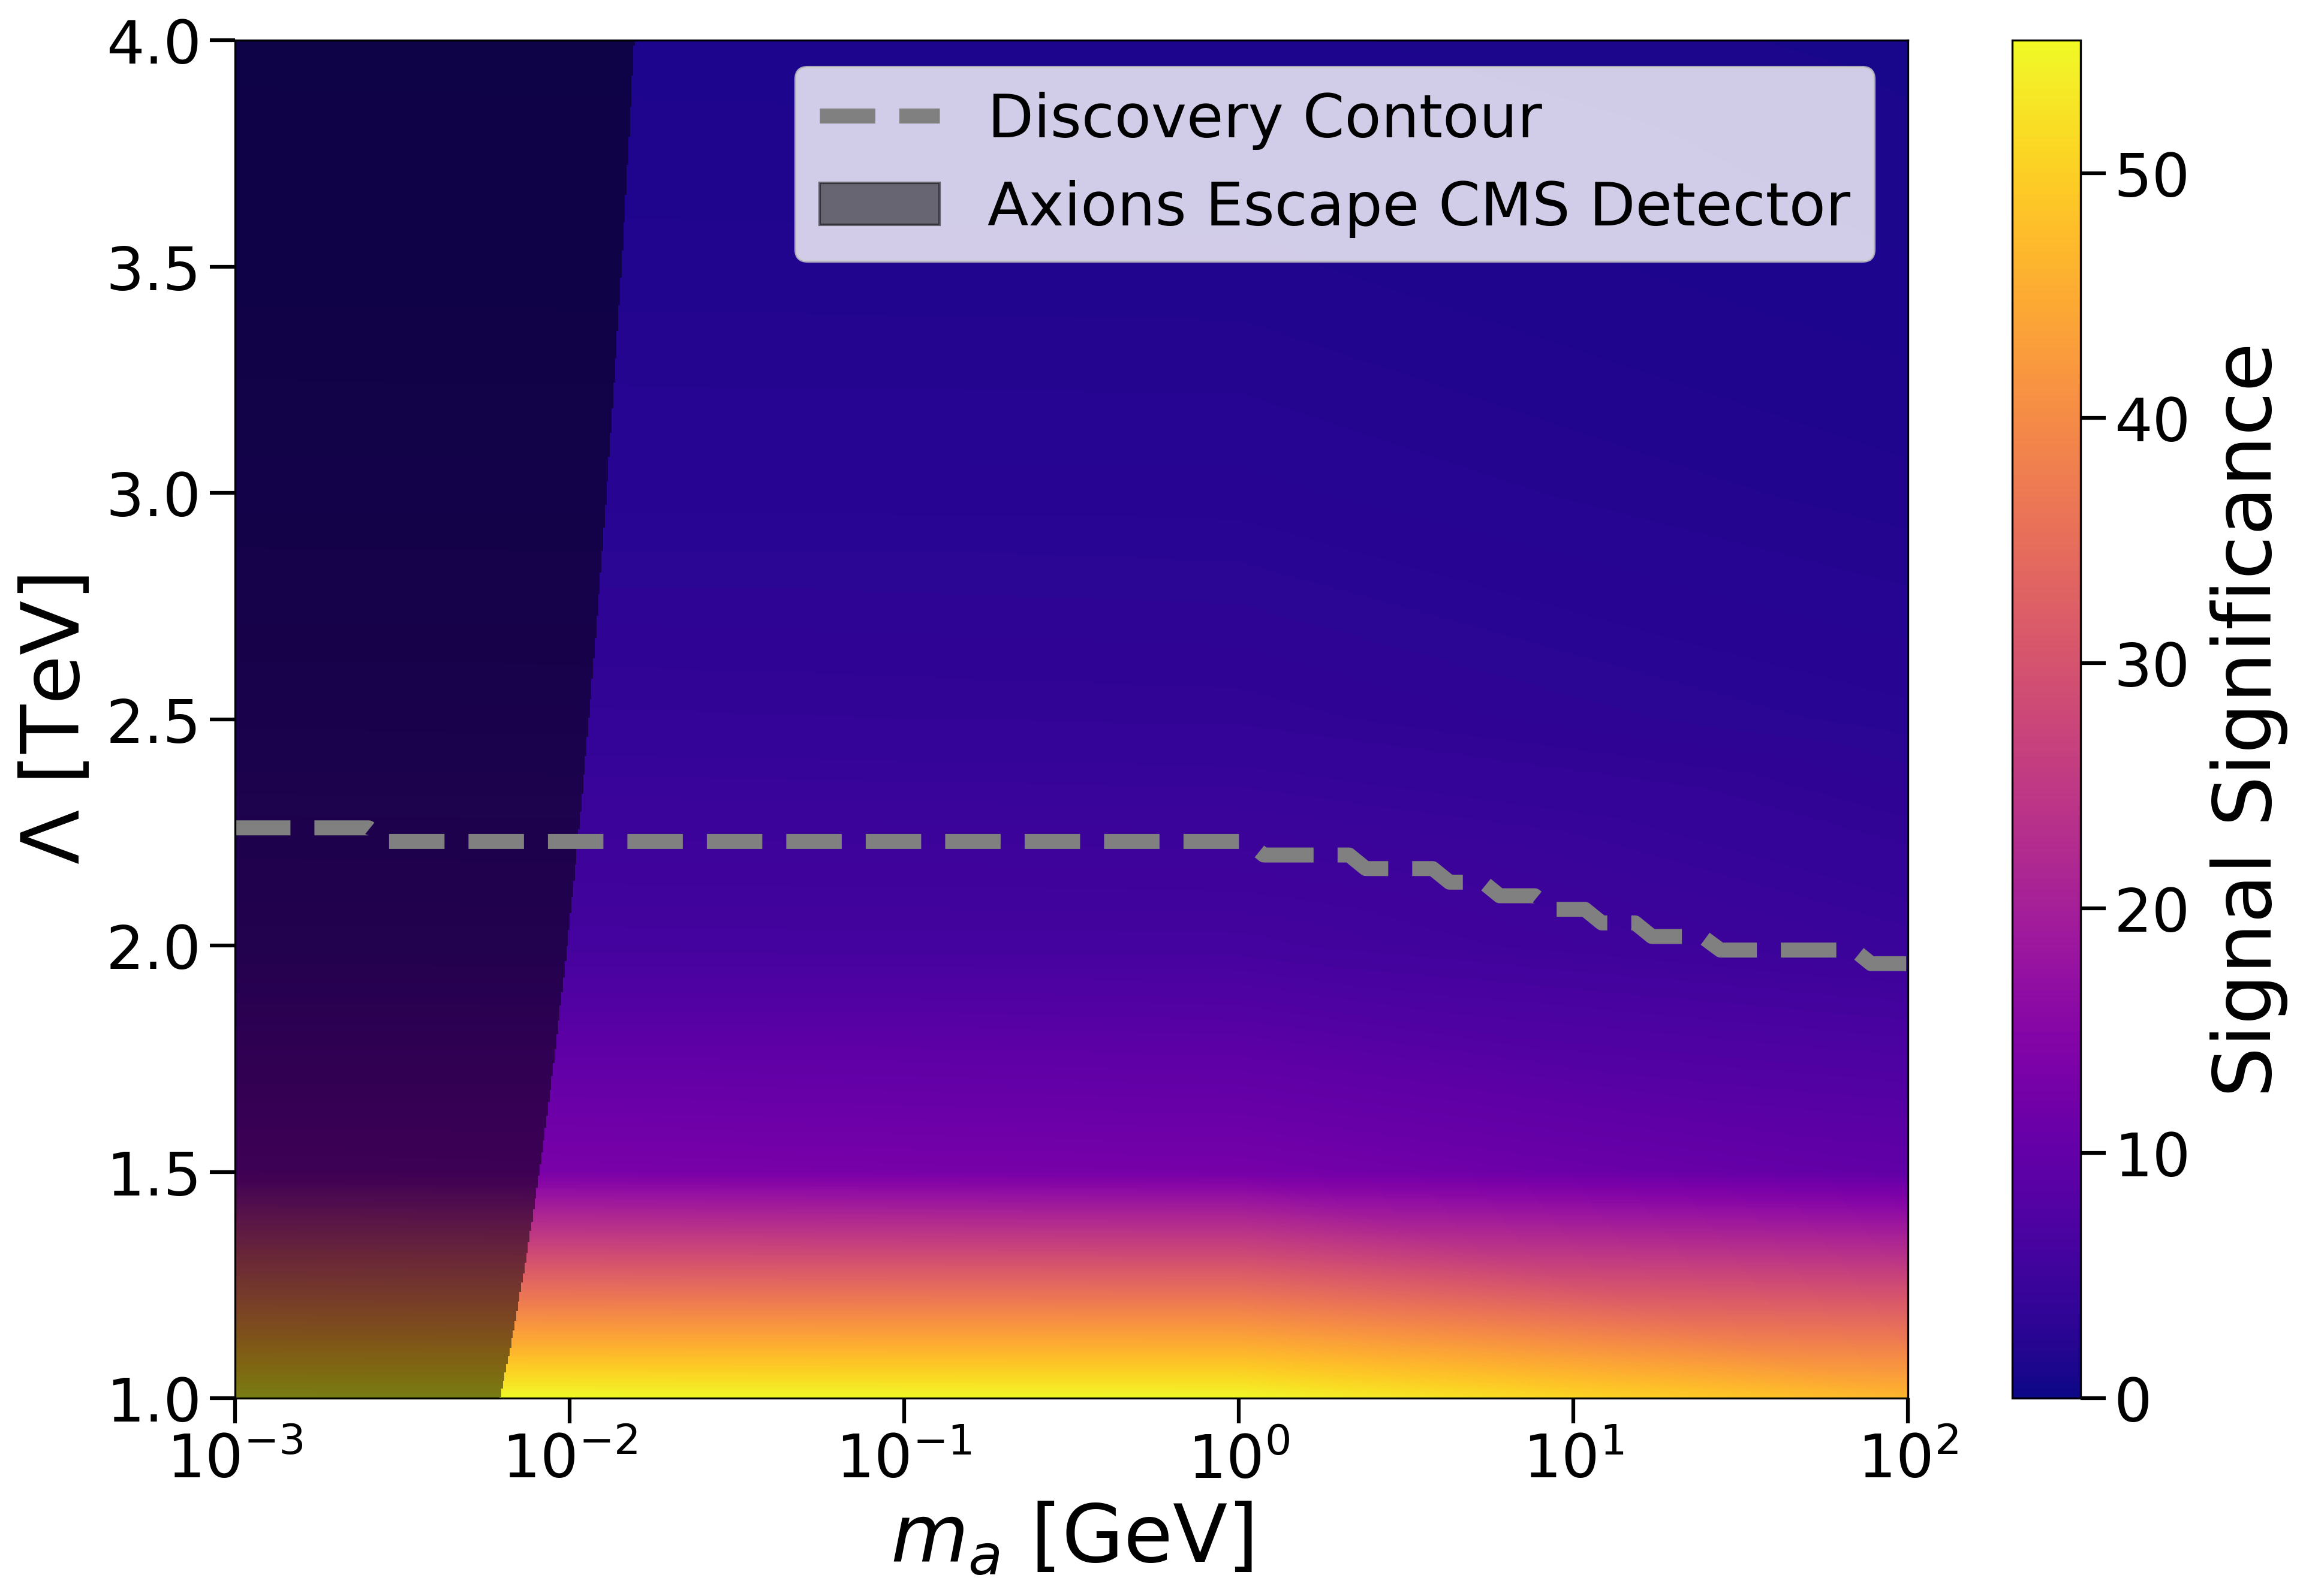 Discovery Contour
Axions Escape CMS Detector
Λ [TeV]
4.0
3.5
3.0
2.5
2.0
1.5
1.0
10⁻³ 10⁻² 10⁻¹ 10⁰ 10¹ 10²
mₐ [GeV]
50
40
30
20
10
0
Signal Significance